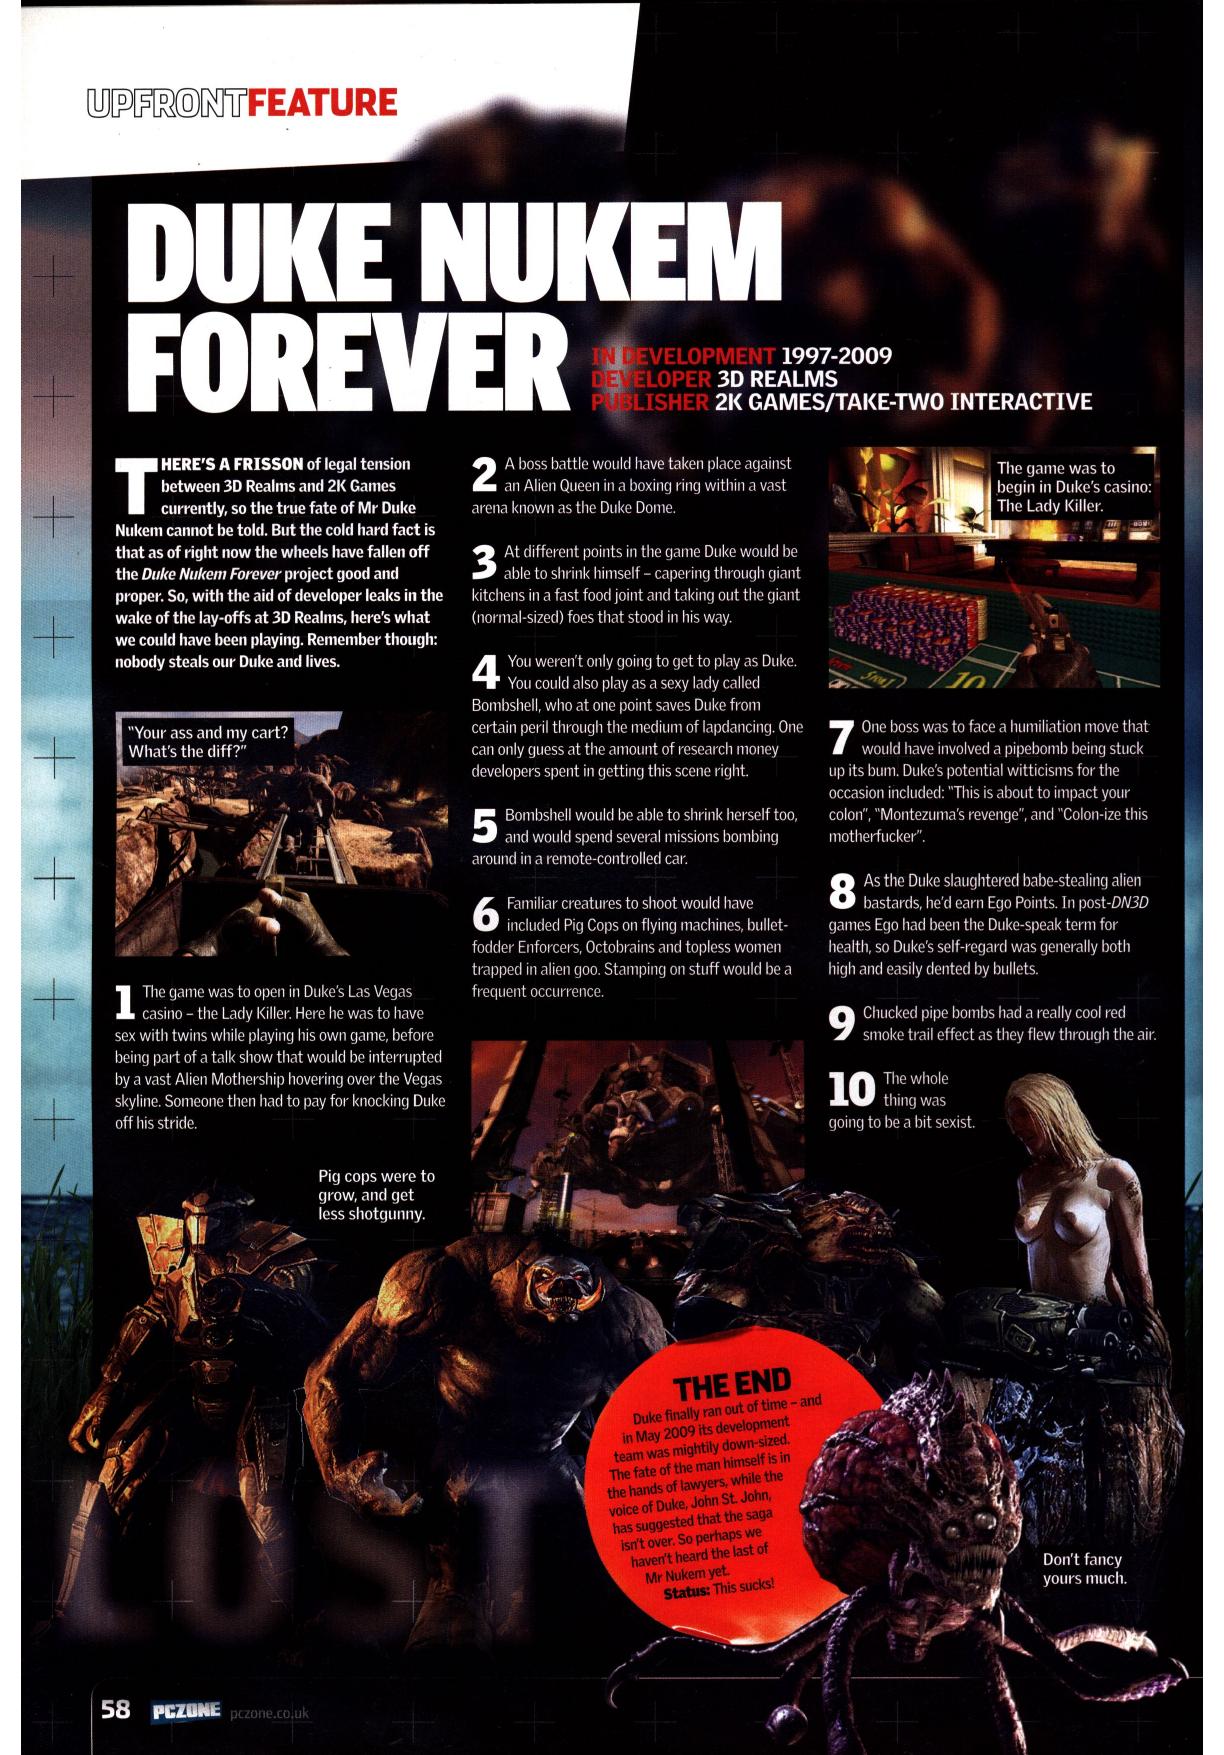 UPFRONTFEATURE
DUKE NUKEM
FOREVER
IN DEVELOPMENT 1997-2009
DEVELOPER 3D REALMS
PUBLISHER 2K GAMES/TAKE-TWO INTERACTIVE
THERE'S A FRISSON of legal tension
between 3D Realms and 2K Games
currently, so the true fate of Mr Duke
Nukem cannot be told. But the cold hard fact is
that as of right now the wheels have fallen off
the Duke Nukem Forever project good and
proper. So, with the aid of developer leaks in the
wake of the lay-offs at 3D Realms, here's what
we could have been playing. Remember though:
nobody steals our Duke and lives.
"Your ass and my cart?
What's the diff?"
1 The game was to open in Duke's Las Vegas
casino – the Lady Killer. Here he was to have
sex with twins while playing his own game, before
being part of a talk show that would be interrupted
by a vast Alien Mothership hovering over the Vegas
skyline. Someone then had to pay for knocking Duke
off his stride.
Pig cops were to
grow, and get
less shotgunny.
2 A boss battle would have taken place against
an Alien Queen in a boxing ring within a vast
arena known as the Duke Dome.
3 At different points in the game Duke would be
able to shrink himself – capering through giant
kitchens in a fast food joint and taking out the giant
(normal-sized) foes that stood in his way.
4 You weren't only going to get to play as Duke.
You could also play as a sexy lady called
Bombshell, who at one point saves Duke from
certain peril through the medium of lapdancing. One
can only guess at the amount of research money
developers spent in getting this scene right.
5 Bombshell would be able to shrink herself too,
and would spend several missions bombing
around in a remote-controlled car.
6 Familiar creatures to shoot would have
included Pig Cops on flying machines, bullet-
fodder Enforcers, Octobrains and topless women
trapped in alien goo. Stamping on stuff would be a
frequent occurrence.
The game was to
begin in Duke's casino:
The Lady Killer.
10
7 One boss was to face a humiliation move that
would have involved a pipebomb being stuck
up its bum. Duke's potential witticisms for the
occasion included: "This is about to impact your
colon", "Montezuma's revenge", and "Colon-ize this
motherfucker".
8 As the Duke slaughtered babe-stealing alien
bastards, he'd earn Ego Points. In post-DN3D
games Ego had been the Duke-speak term for
health, so Duke's self-regard was generally both
high and easily dented by bullets.
9 Chucked pipe bombs had a really cool red
smoke trail effect as they flew through the air.
10 The whole
thing was
going to be a bit sexist.
THE END
Duke finally ran out of time – and
in May 2009 its development
team was mightily down-sized.
The fate of the man himself is in
the hands of lawyers, while the
voice of Duke, John St. John,
has suggested that the saga
isn't over. So perhaps we
haven't heard the last of
Mr Nukem yet.
Status: This sucks!
Don't fancy
yours much.
LOST
58 PCZONE pczone.co.uk